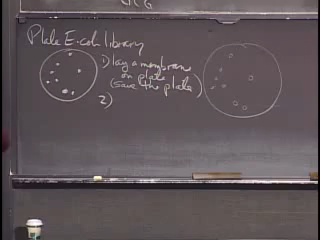 Plate E-coli library
1) lay a membrane
on plate
(save the plate)
2)